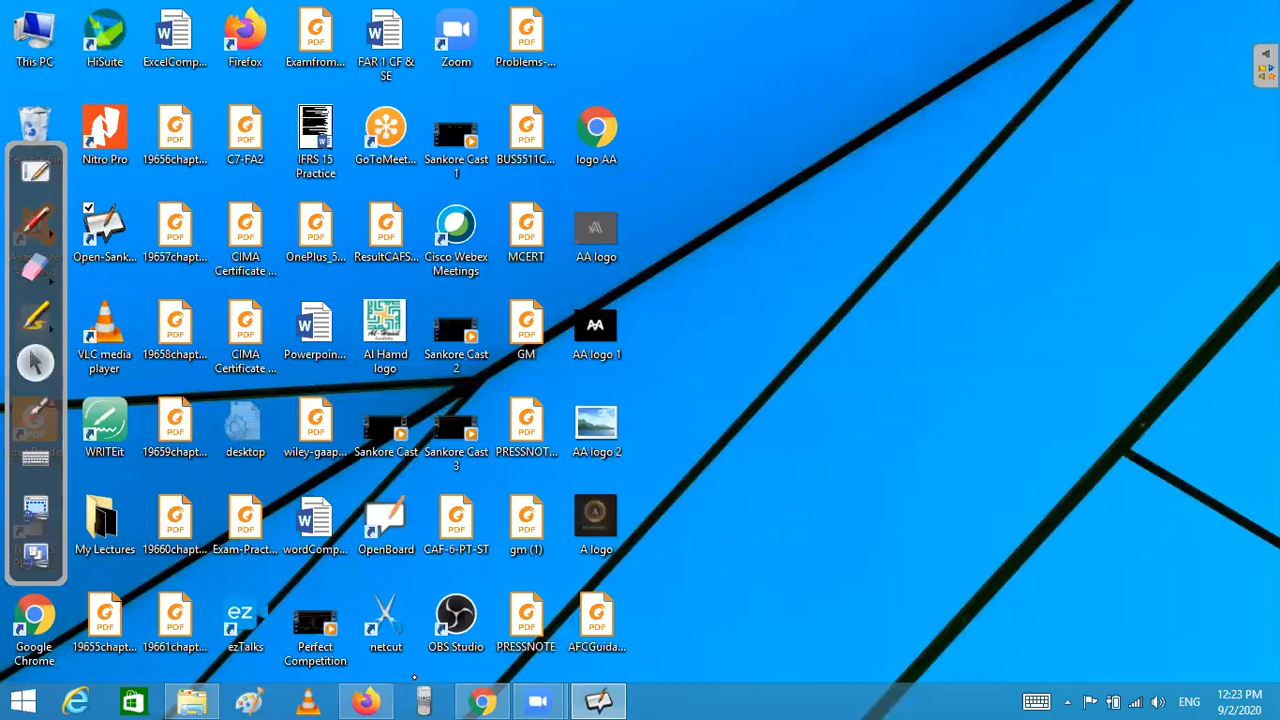 This PC
HiSuite
ExcelComp...
Firefox
Examfrom...
FAR 1 CF &
SE
Zoom
Problems-...
Nitro Pro
19656chapt...
C7-FA2
IFRS 15
Practice
GoToMeet...
Sankore Cast
1
BUS5511C...
logo AA
Open-Sank...
19657chapt...
CIMA
Certificate ...
OnePlus_5...
ResultCAFS...
Cisco Webex
Meetings
MCERT
AA logo
VLC media
player
19658chapt...
CIMA
Certificate ...
Powerpoin...
Al Hamd
logo
Sankore Cast
2
GM
AA logo 1
WRITEit
19659chapt...
desktop
wiley-gaap...
Sankore Cast
Sankore Cast
3
PRESSNOT...
AA logo 2
My Lectures
19660chapt...
Exam-Pract...
wordComp...
OpenBoard
CAF-6-PT-ST
gm (1)
A logo
Google
Chrome
19655chapt...
19661chapt...
ezTalks
Perfect
Competition
netcut
OBS Studio
PRESSNOTE
AFCGuida...
ENG
12:23 PM
9/2/2020